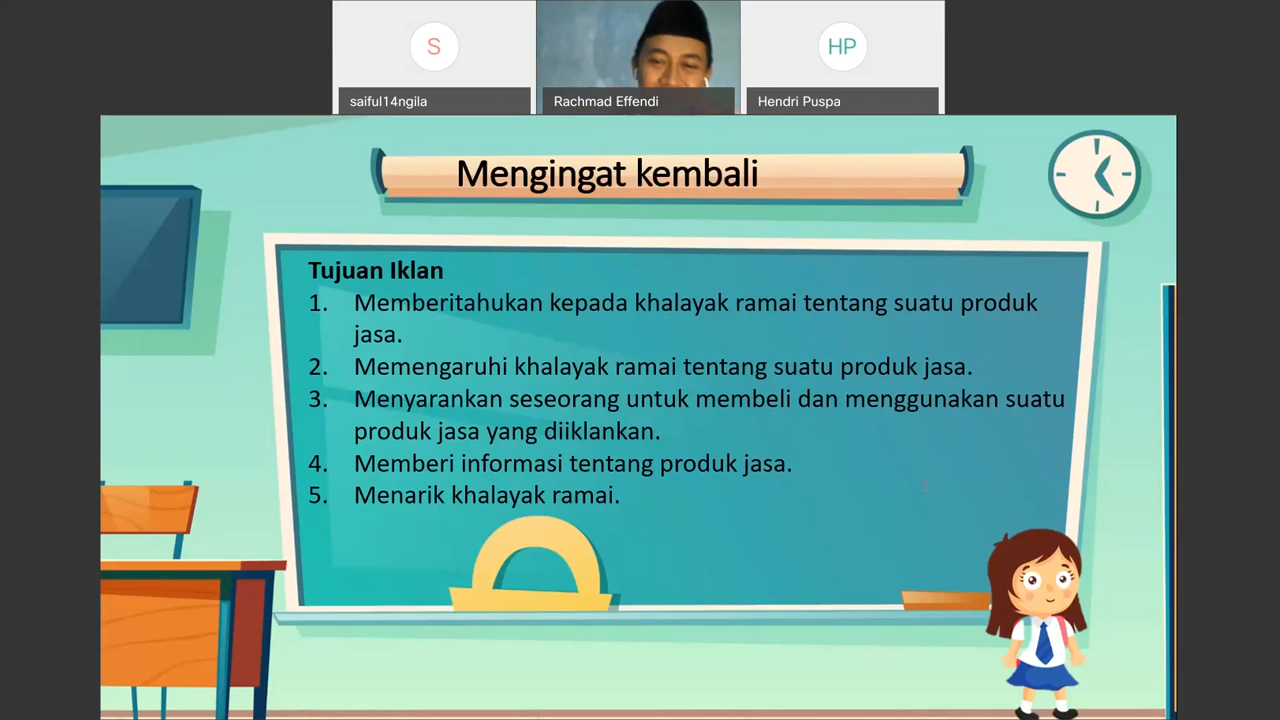 S
HP
saiful14ngila
Rachmad Effendi
Hendri Puspa
Mengingat kembali
Tujuan Iklan
1. Memberitahukan kepada khalayak ramai tentang suatu produk
jasa.
2. Memengaruhi khalayak ramai tentang suatu produk jasa.
3. Menyarankan seseorang untuk membeli dan menggunakan suatu
produk jasa yang diiklankan.
4. Memberi informasi tentang produk jasa.
5. Menarik khalayak ramai.